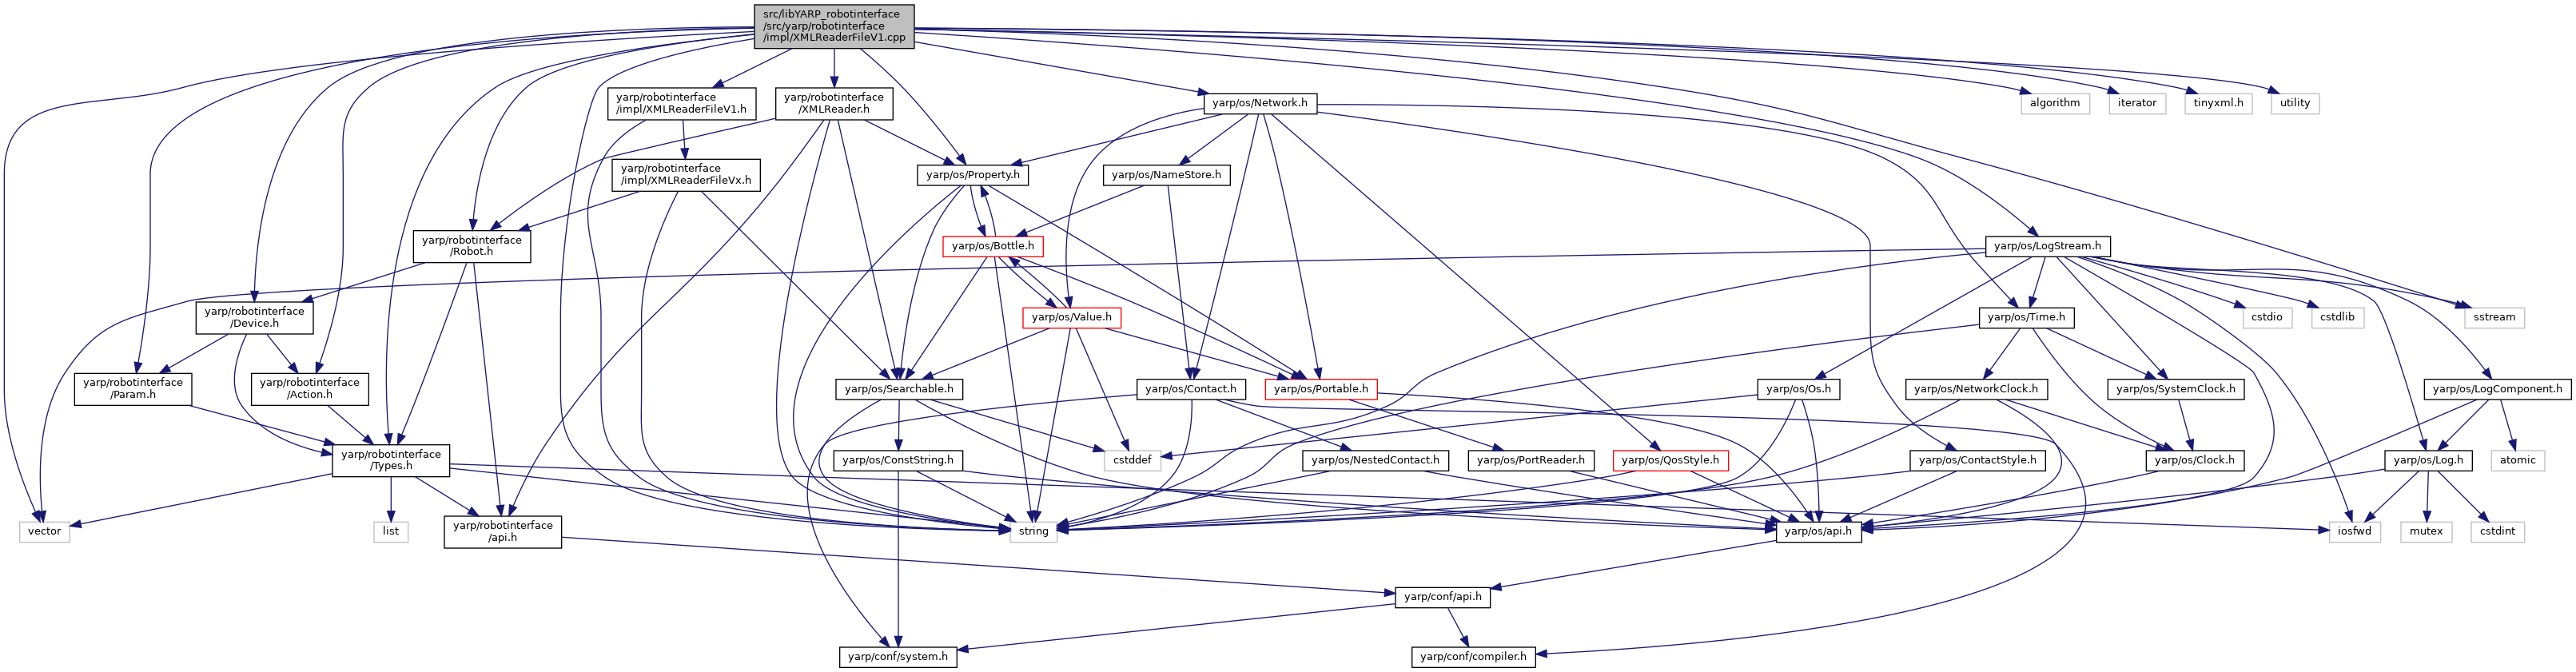 src/libYARP_robotinterface
/src/yarp/robotinterface
/impl/XMLReaderFileV1.cpp
yarp/robotinterface
/impl/XMLReaderFileV1.h
yarp/robotinterface
/XMLReader.h
yarp/os/Network.h
algorithm
iterator
tinyxml.h
utility
yarp/robotinterface
/impl/XMLReaderFileVx.h
yarp/os/Property.h
yarp/os/NameStore.h
yarp/robotinterface
/Robot.h
yarp/os/Bottle.h
yarp/os/LogStream.h
yarp/robotinterface
/Device.h
yarp/os/Value.h
yarp/os/Time.h
cstdio
cstdlib
sstream
yarp/robotinterface
/Param.h
yarp/robotinterface
/Action.h
yarp/os/Searchable.h
yarp/os/Contact.h
yarp/os/Portable.h
yarp/os/Os.h
yarp/os/NetworkClock.h
yarp/os/SystemClock.h
yarp/os/LogComponent.h
yarp/robotinterface
/Types.h
cstddef
yarp/os/ConstString.h
yarp/os/NestedContact.h
yarp/os/PortReader.h
yarp/os/QosStyle.h
yarp/os/ContactStyle.h
yarp/os/Clock.h
yarp/os/Log.h
atomic
vector
list
yarp/robotinterface
/api.h
string
yarp/os/api.h
iosfwd
mutex
cstdint
yarp/conf/api.h
yarp/conf/system.h
yarp/conf/compiler.h